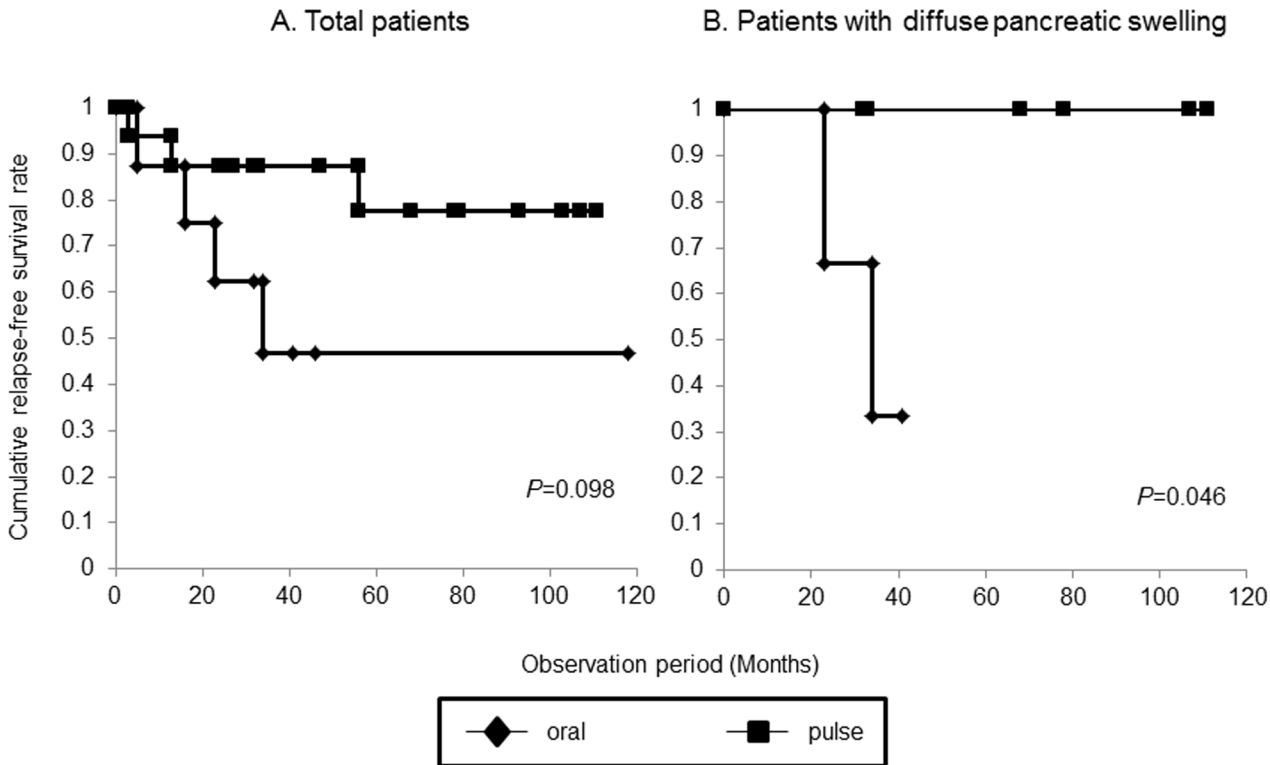 A. Total patients
B. Patients with diffuse pancreatic swelling
Cumulative relapse-free survival rate
1
0.9
0.8
0.7
0.6
0.5
0.4
0.3
0.2
0.1
0
0 20 40 60 80 100 120
P=0.098
1
0.9
0.8
0.7
0.6
0.5
0.4
0.3
0.2
0.1
0
0 20 40 60 80 100 120
P=0.046
Observation period (Months)
oral pulse